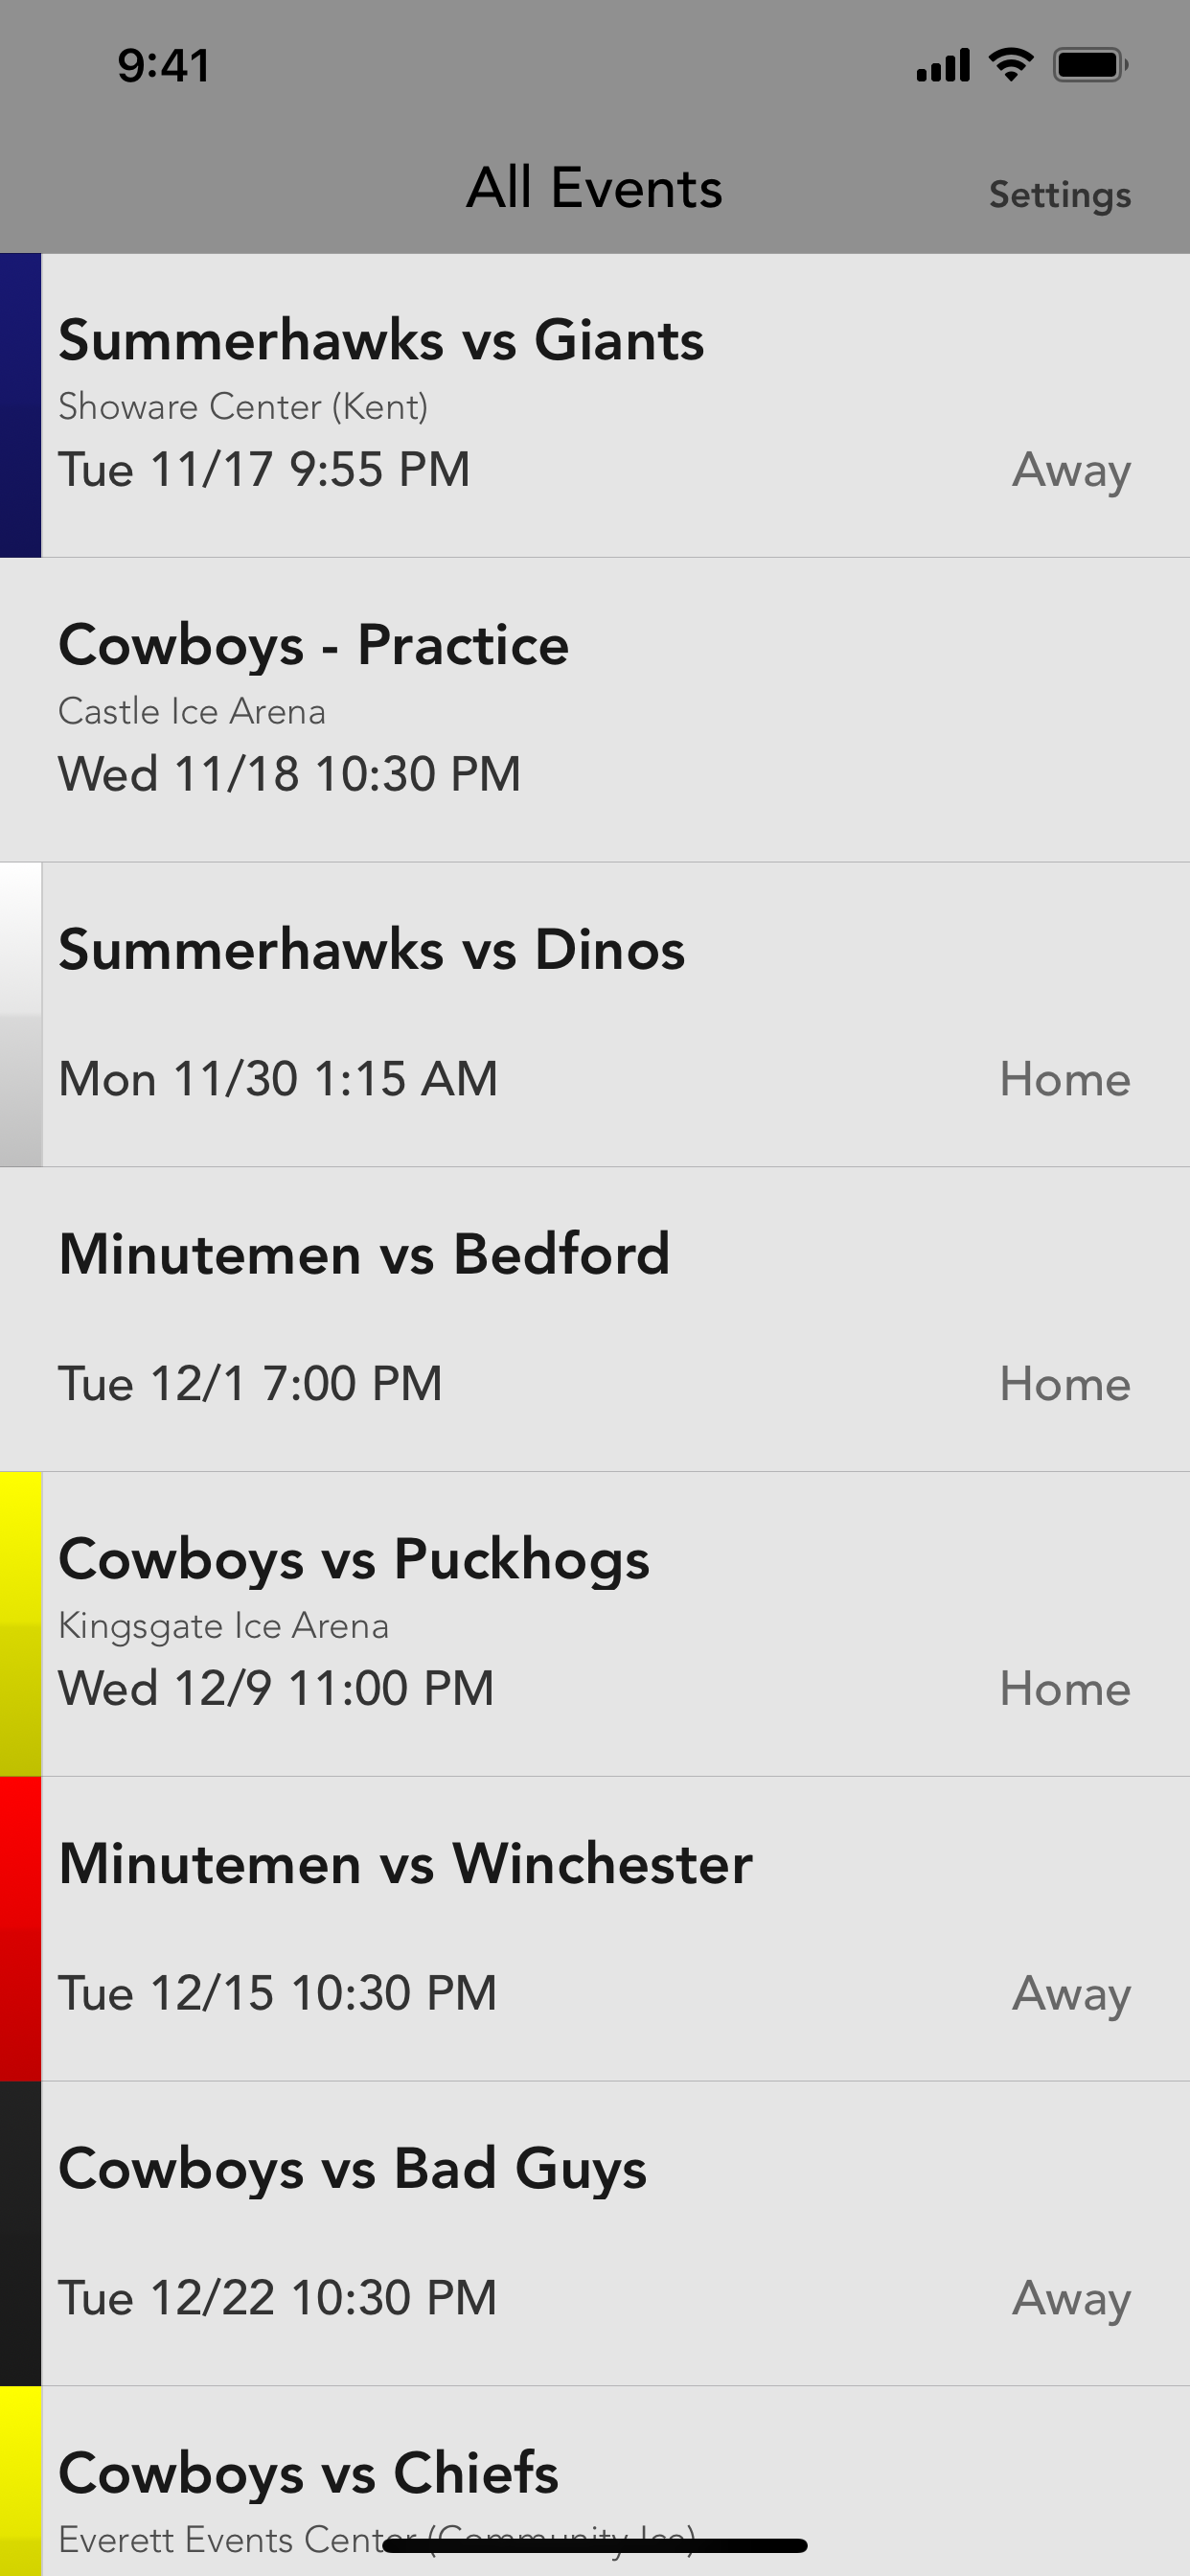 9:41
All Events
Settings
Summerhawks vs Giants
Showare Center (Kent)
Tue 11/17 9:55 PM
Away
Cowboys - Practice
Castle Ice Arena
Wed 11/18 10:30 PM
Summerhawks vs Dinos
Mon 11/30 1:15 AM
Home
Minutemen vs Bedford
Tue 12/1 7:00 PM
Home
Cowboys vs Puckhogs
Kingsgate Ice Arena
Wed 12/9 11:00 PM
Home
Minutemen vs Winchester
Tue 12/15 10:30 PM
Away
Cowboys vs Bad Guys
Tue 12/22 10:30 PM
Away
Cowboys vs Chiefs
Everett Events Center (Community Ice)